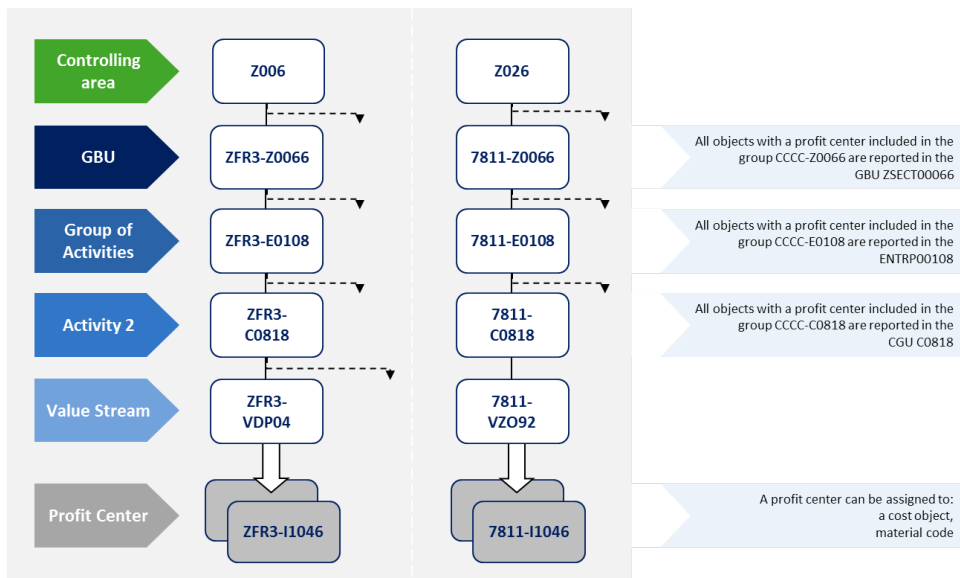 Controlling
area
Z006
Z026
GBU
ZFR3-Z0066
7811-Z0066
All objects with a profit center included in the
group CCCC-Z0066 are reported in the
GBU ZSECT00066
Group of
Activities
ZFR3-E0108
7811-E0108
All objects with a profit center included in the
group CCCC-E0108 are reported in the
ENTRP00108
Activity 2
ZFR3-
C0818
7811-
C0818
All objects with a profit center included in the
group CCCC-C0818 are reported in the
CGU C0818
Value Stream
ZFR3-
VDP04
7811-
VZO92
Profit Center
ZFR3-I1046
7811-I1046
A profit center can be assigned to:
a cost object,
material code